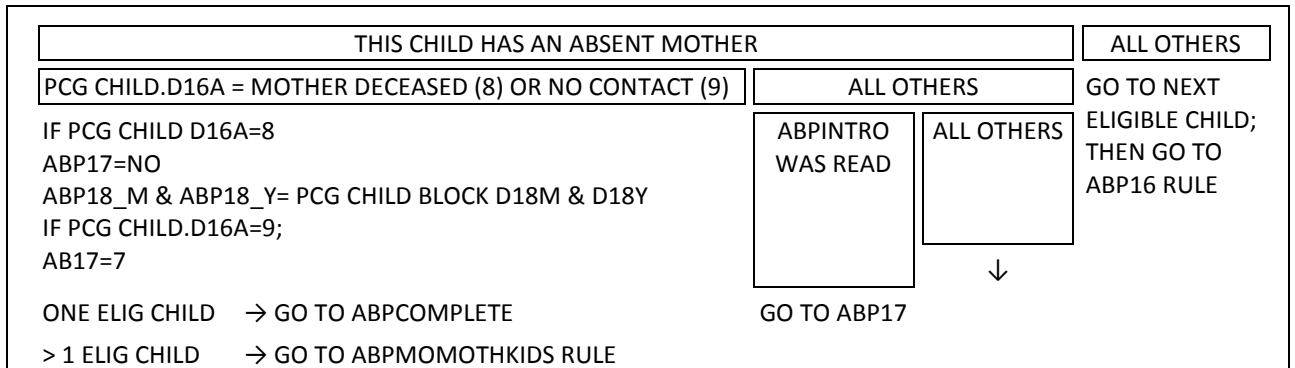 THIS CHILD HAS AN ABSENT MOTHER
ALL OTHERS
PCG CHILD.D16A = MOTHER DECEASED (8) OR NO CONTACT (9)
ALL OTHERS
GO TO NEXT
ELIGIBLE CHILD;
THEN GO TO
ABP16 RULE
IF PCG CHILD D16A=8
ABP17=NO
ABP18_M & ABP18_Y= PCG CHILD BLOCK D18M & D18Y
IF PCG CHILD.D16A=9;
AB17=7
ABPINTRO
WAS READ
ALL OTHERS
↓
ONE ELIG CHILD → GO TO ABPCOMPLETE
GO TO ABP17
> 1 ELIG CHILD → GO TO ABPMOMOTHKIDS RULE